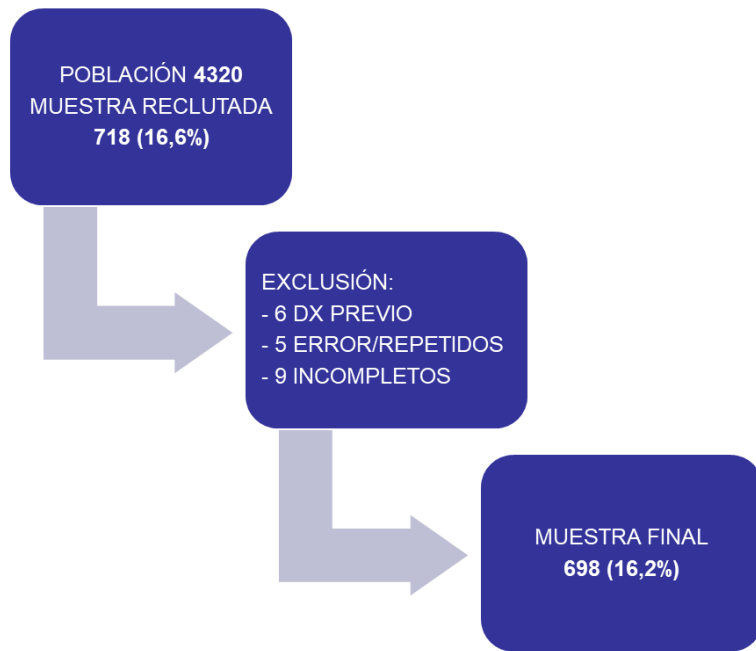 POBLACIÓN 4320
MUESTRA RECLUTADA
718 (16,6%)
EXCLUSIÓN:
- 6 DX PREVIO
- 5 ERROR/REPETIDOS
- 9 INCOMPLETOS
MUESTRA FINAL
698 (16,2%)